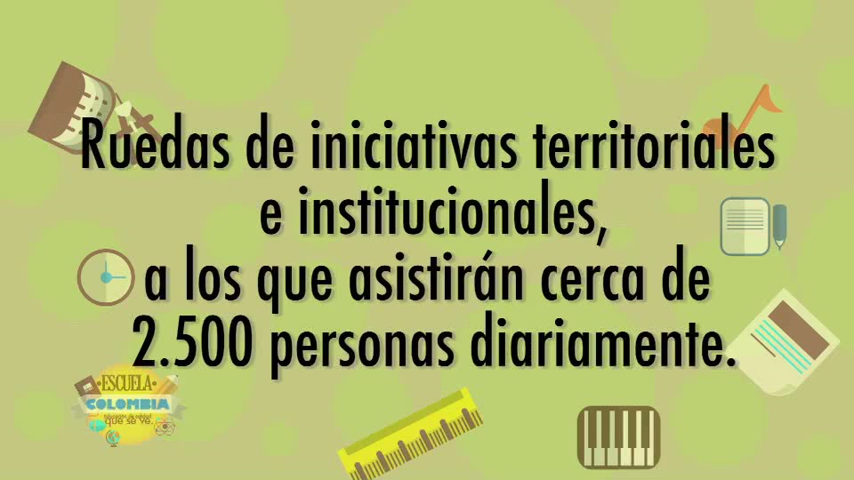 Ruedas de iniciativas territoriales
e institucionales,
a los que asistirán cerca de
2.500 personas diariamente.
ESCUELA
COLOMBIA
que se ve.